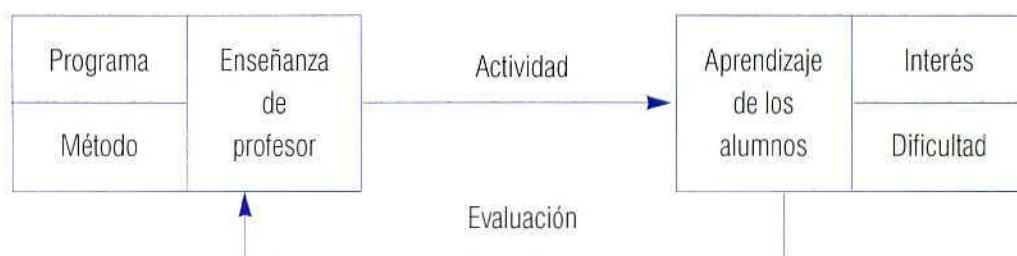 Programa
Método
Enseñanza
de
profesor
Actividad
Aprendizaje
de los
alumnos
Interés
Dificultad
Evaluación